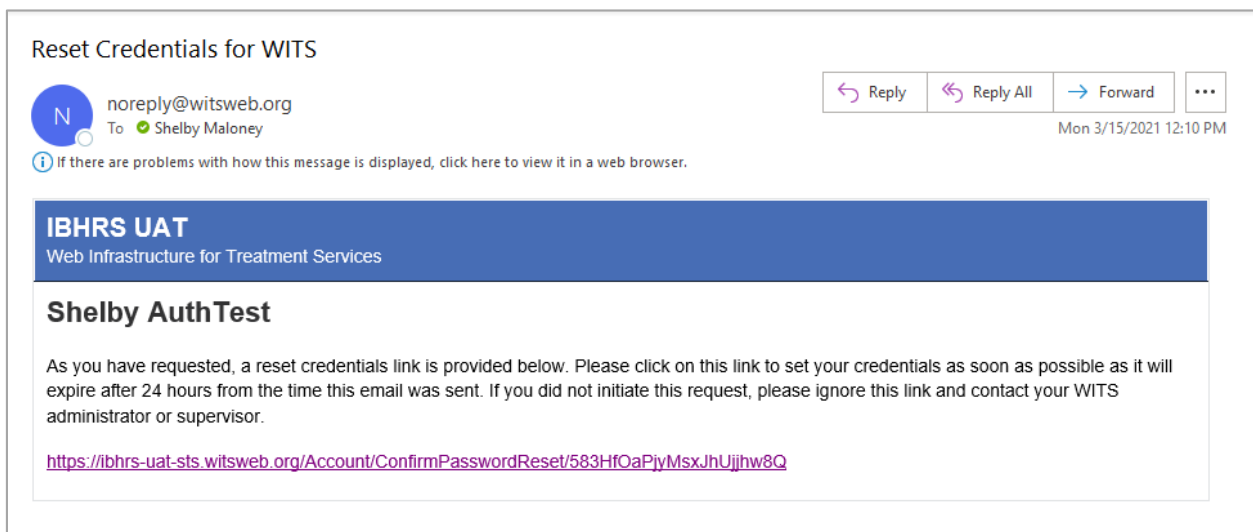 Reset Credentials for WITS
N
noreply@witsweb.org
To Shelby Maloney
Reply
Reply All
Forward
Mon 3/15/2021 12:10 PM
If there are problems with how this message is displayed, click here to view it in a web browser.
IBHRS UAT
Web Infrastructure for Treatment Services
Shelby AuthTest
As you have requested, a reset credentials link is provided below. Please click on this link to set your credentials as soon as possible as it will
expire after 24 hours from the time this email was sent. If you did not initiate this request, please ignore this link and contact your WITS
administrator or supervisor.
https://ibhrs-uat-sts.witsweb.org/Account/ConfirmPasswordReset/583HfOaPjyMsxJhUjjhw8Q